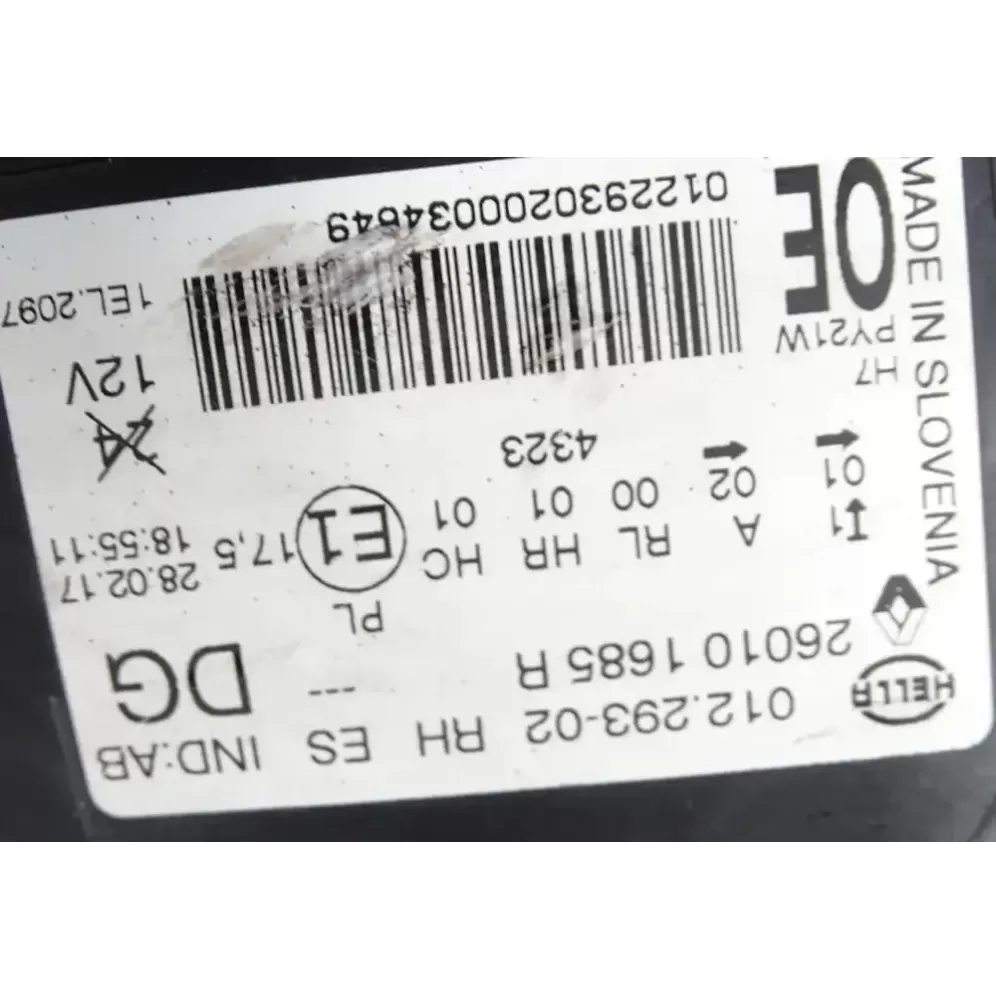 HELLA 012.293-02 RH ES IND:AB
26010 1685 R --- DG
PL
I1 A RL HR HC E1 17,5 28.02.17
01 02 00 01 01 18:55:11
4323 24
H7 12V
PY21W 1EL.2097
OE
0122930200034649
MADE IN SLOVENIA